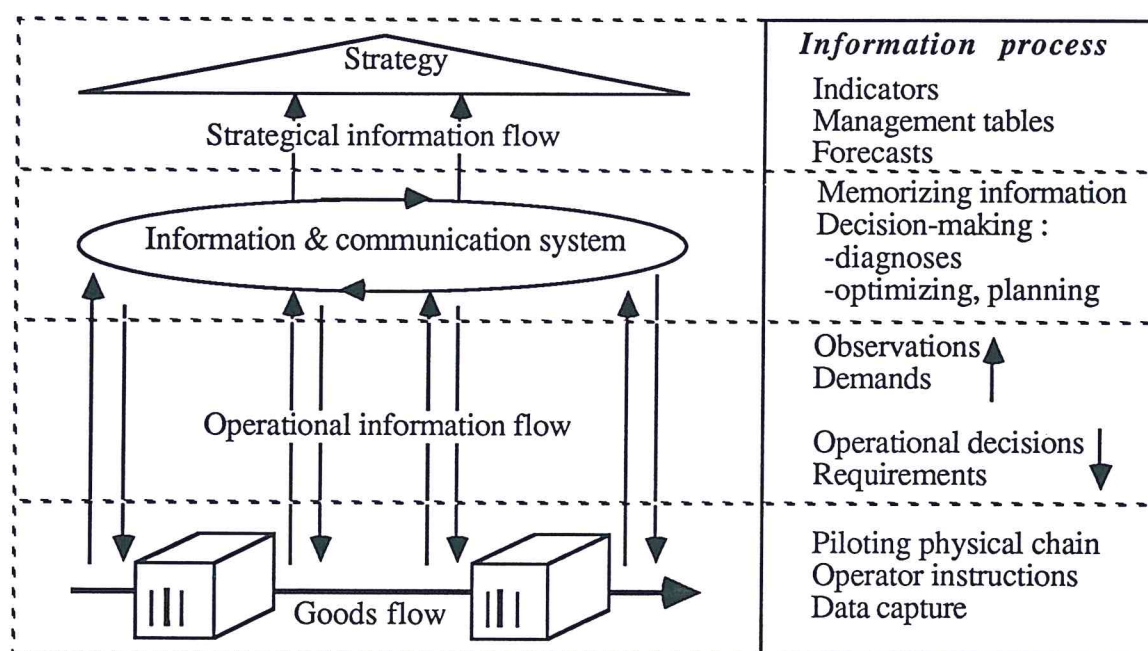 Strategy
Strategical information flow
Information & communication system
Operational information flow
Goods flow
Information process
Indicators
Management tables
Forecasts
Memorizing information
Decision-making :
-diagnoses
-optimizing, planning
Observations
Demands
Operational decisions
Requirements
Piloting physical chain
Operator instructions
Data capture